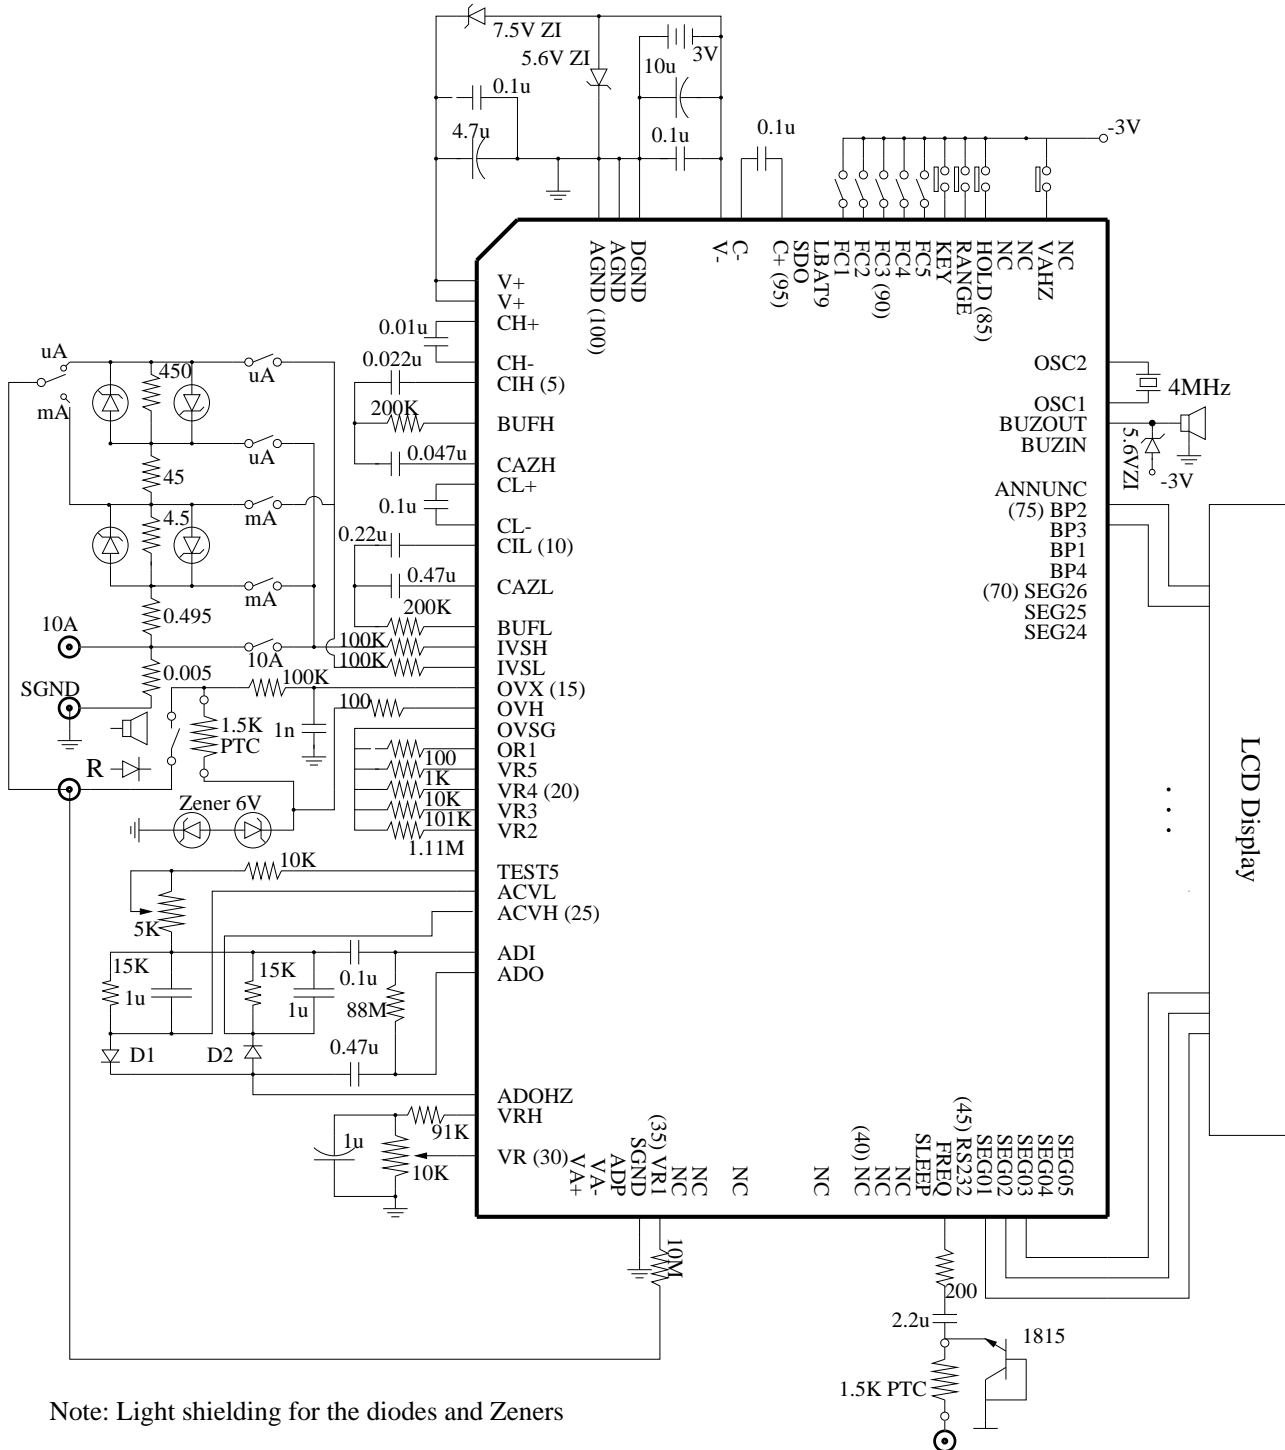 7.5V ZI
5.6V ZI
3V
10u
0.1u
4.7u
0.1u
0.1u
-3V
AGND (100)
AGND
DGND
V-
C-
C+ (95)
SDO
LBAT9
FC1
FC2
FC3 (90)
FC4
FC5
KEY
RANGE
HOLD (85)
NC
NC
VAHZ
NC
V+
V+
CH+
0.01u
CH-
0.022u
CIH (5)
200K
BUFH
0.047u
CAZH
CL+
0.1u
CL-
0.22u
CIL (10)
0.47u
CAZL
200K
BUFL
100K
IVSH
100K
IVSL
100K
OVX (15)
100
OVH
OVSG
OR1
100
VR5
1K
VR4 (20)
10K
VR3
101K
VR2
1.11M
10K
TEST5
ACVL
ACVH (25)
ADI
ADO
ADOHZ
VRH
91K
VR (30)
10K
1u
uA
mA
450
uA
uA
45
mA
4.5
mA
0.495
10A
10A
0.005
SGND
1.5K
PTC
1n
R
Zener 6V
5K
15K
1u
15K
1u
0.1u
88M
D1
D2
0.47u
OSC2
4MHz
OSC1
BUZOUT
BUZIN
5.6VZI
-3V
ANNUNC
(75) BP2
BP3
BP1
BP4
(70) SEG26
SEG25
SEG24
LCD Display
VA+
VA-
ADP
SGND
(35) VR1
NC
NC
NC
NC
(40) NC
NC
NC
SLEEP
FREQ
(45) RS232
SEG01
SEG02
SEG03
SEG04
SEG05
10M
200
2.2u
1815
1.5K PTC
Note: Light shielding for the diodes and Zeners